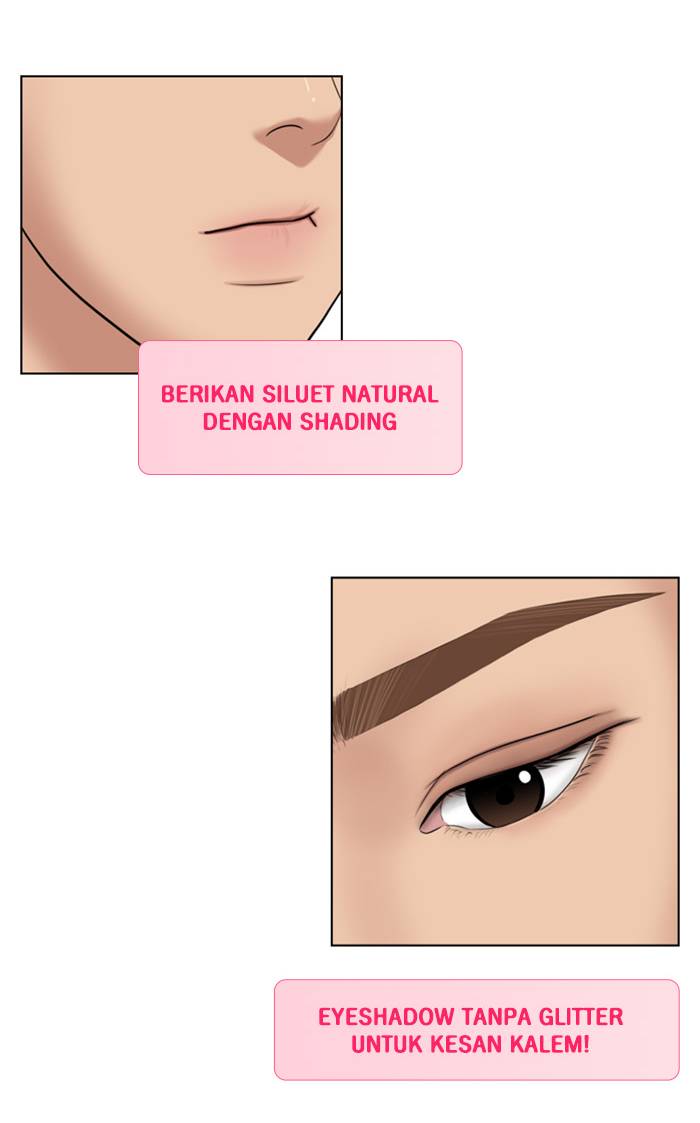 BERIKAN SILUET NATURAL
DENGAN SHADING
EYESHADOW TANPA GLITTER
UNTUK KESAN KALEM!